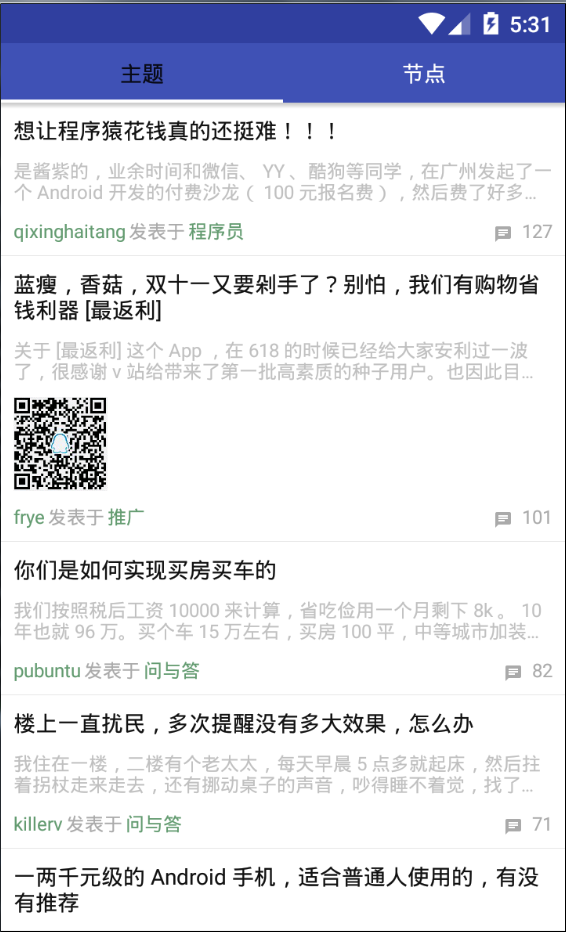 5:31
主题 节点
想让程序猿花钱真的还挺难！！！
是酱紫的，业余时间和微信、 YY 、酷狗等同学，在广州发起了一
个 Android 开发的付费沙龙（ 100 元报名费），然后费了好多...
qixinghaitang 发表于 程序员 127
蓝瘦，香菇，双十一又要剁手了？别怕，我们有购物省
钱利器 [最返利]
关于 [最返利] 这个 App ，在 618 的时候已经给大家安利过一波
了，很感谢 v 站给带来了第一批高素质的种子用户。也因此目...
frye 发表于 推广 101
你们是如何实现买房买车的
我们按照税后工资 10000 来计算，省吃俭用一个月剩下 8k 。 10
年也就 96 万。买个车 15 万左右，买房 100 平，中等城市加装...
pubuntu 发表于 问与答 82
楼上一直扰民，多次提醒没有多大效果，怎么办
我住在一楼，二楼有个老太太，每天早晨 5 点多就起床，然后拄
着拐杖走来走去，还有挪动桌子的声音，吵得睡不着觉，找了...
killerv 发表于 问与答 71
一两千元级的 Android 手机，适合普通人使用的，有没
有推荐